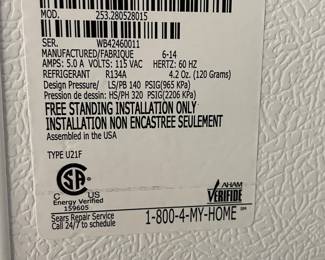 MOD. 253.280528015
SER. WB42460011
MANUFACTURED/FABRIQUE 6-14
AMPS: 5.0 A VOLTS: 115 VAC HERTZ: 60 HZ
REFRIGERANT R134A 4.2 Oz. (120 Grams)
Design Pressure/ LS/PB 140 PSIG(965 KPa)
Pression de dessein: HS/PH 320 PSIG(2206 KPa)
FREE STANDING INSTALLATION ONLY
INSTALLATION NON ENCASTREE SEULEMENT
Assembled in the USA
TYPE U21F
SA
C US
Energy Verified
159605
AHAM
VERIFIDE
Sears Repair Service
Call 24/7 to schedule
1-800-4-MY-HOME